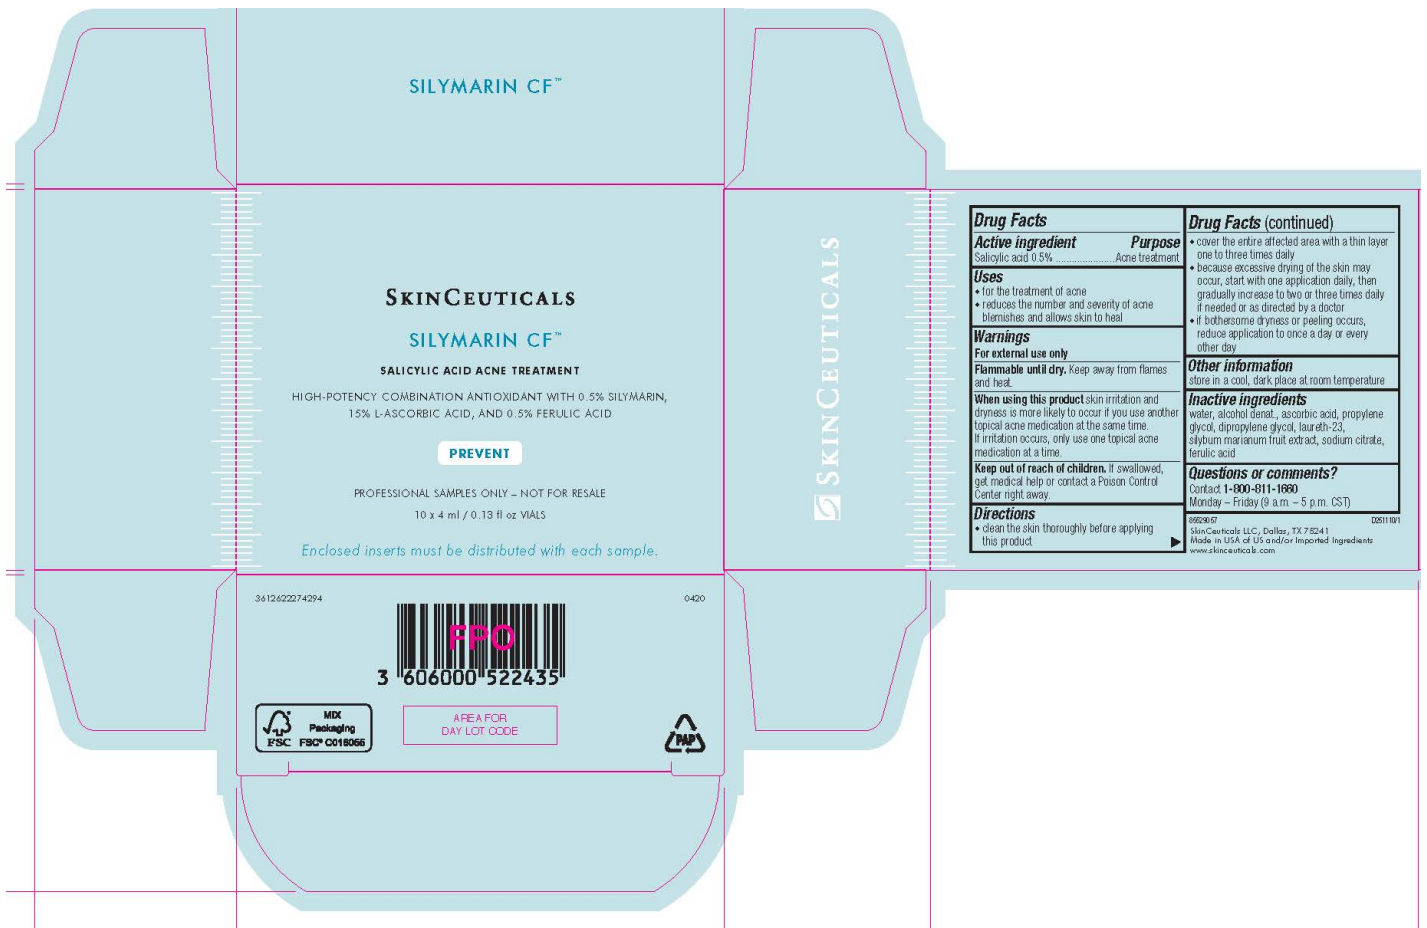 SILYMARIN CF™
SKINCEUTICALS
SILYMARIN CF™
SALICYLIC ACID ACNE TREATMENT
HIGH-POTENCY COMBINATION ANTIOXIDANT WITH 0.5% SILYMARIN,
15% L-ASCORBIC ACID, AND 0.5% FERULIC ACID
PREVENT
PROFESSIONAL SAMPLES ONLY – NOT FOR RESALE
10 x 4 ml / 0.13 fl oz VIALS
Enclosed inserts must be distributed with each sample.
3612622274294
0420
FPO
3 606000 522435
MIX
Packaging
FSC
FSC® C016055
AREA FOR
DAY LOT CODE
PAP
SKINCEUTICALS
Drug Facts
Active ingredient Purpose
Salicylic acid 0.5% ......................Acne treatment
Uses
♦ for the treatment of acne
♦ reduces the number and severity of acne
blemishes and allows skin to heal
Warnings
For external use only
Flammable until dry. Keep away from flames
and heat.
When using this product skin irritation and
dryness is more likely to occur if you use another
topical acne medication at the same time.
If irritation occurs, only use one topical acne
medication at a time.
Keep out of reach of children. If swallowed,
get medical help or contact a Poison Control
Center right away.
Directions
♦ clean the skin thoroughly before applying
this product
Drug Facts (continued)
♦ cover the entire affected area with a thin layer
one to three times daily
♦ because excessive drying of the skin may
occur, start with one application daily, then
gradually increase to two or three times daily
if needed or as directed by a doctor
♦ if bothersome dryness or peeling occurs,
reduce application to once a day or every
other day
Other information
store in a cool, dark place at room temperature
Inactive ingredients
water, alcohol denat., ascorbic acid, propylene
glycol, dipropylene glycol, laureth-23,
silybum marianum fruit extract, sodium citrate,
ferulic acid
Questions or comments?
Contact 1-800-811-1660
Monday – Friday (9 a.m. – 5 p.m. CST)
D251110/1
SkinCeuticals LLC, Dallas, TX 75241
Made in USA of US and/or Imported Ingredients
www.skinceuticals.com